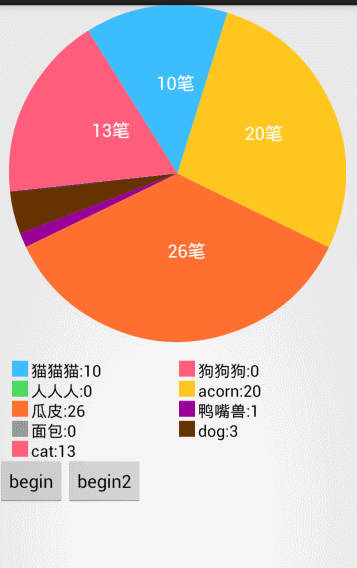 10笔
13笔
20笔
26笔
猫猫猫:10 狗狗狗:0
人人人:0 acorn:20
瓜皮:26 鸭嘴兽:1
面包:0 dog:3
cat:13
begin begin2